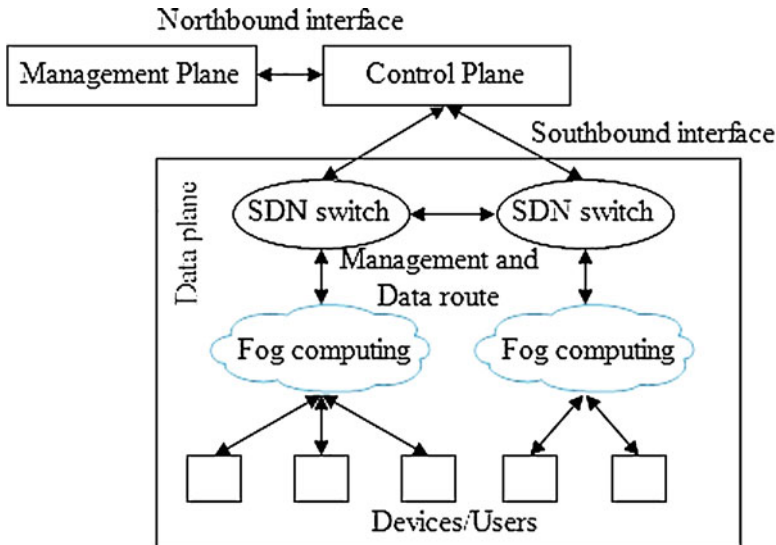 Northbound interface
Management Plane
Control Plane
Southbound interface
Data plane
SDN switch
SDN switch
Management and
Data route
Fog computing
Fog computing
Devices/Users